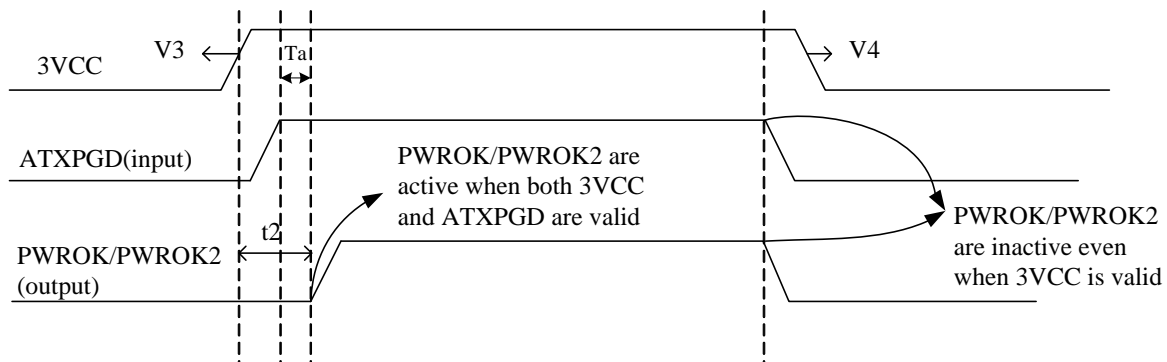 V3
Ta
V4
3VCC
ATXPGD(input)
PWROK/PWROK2 are
active when both 3VCC
and ATXPGD are valid
t2
PWROK/PWROK2
(output)
PWROK/PWROK2
are inactive even
when 3VCC is valid